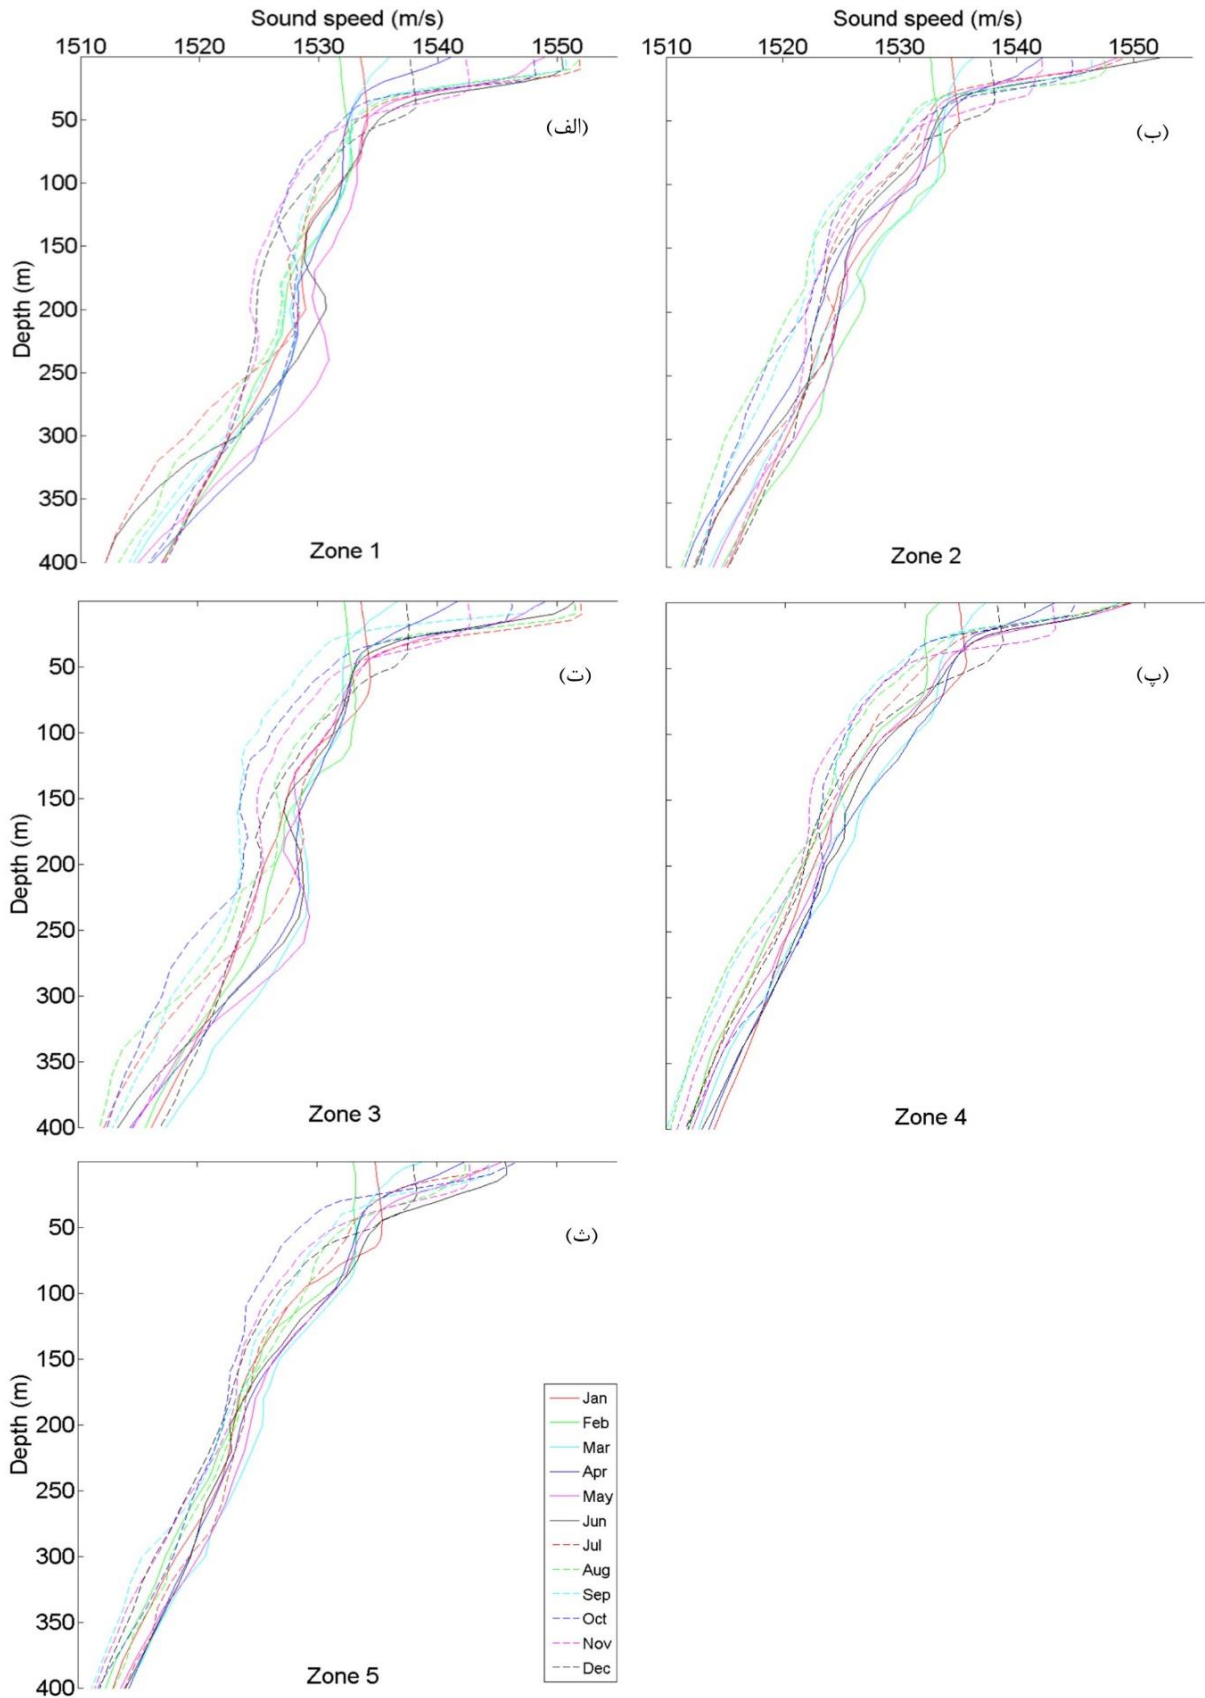 Sound speed (m/s)
1510 1520 1530 1540 1550
50
100
150
200
250
300
350
400
Depth (m)
(الف)
Zone 1
Sound speed (m/s)
1510 1520 1530 1540 1550
(ب)
Zone 2
50
100
150
200
250
300
350
400
Depth (m)
(ت)
Zone 3
(پ)
Zone 4
50
100
150
200
250
300
350
400
Depth (m)
(ث)
Zone 5
Jan
Feb
Mar
Apr
May
Jun
Jul
Aug
Sep
Oct
Nov
Dec